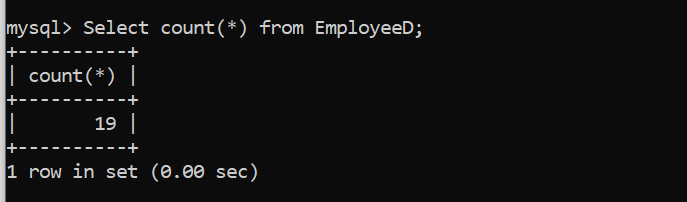 mysql> Select count(*) from EmployeeD;
+----------+
| count(*) |
+----------+
|       19 |
+----------+
1 row in set (0.00 sec)